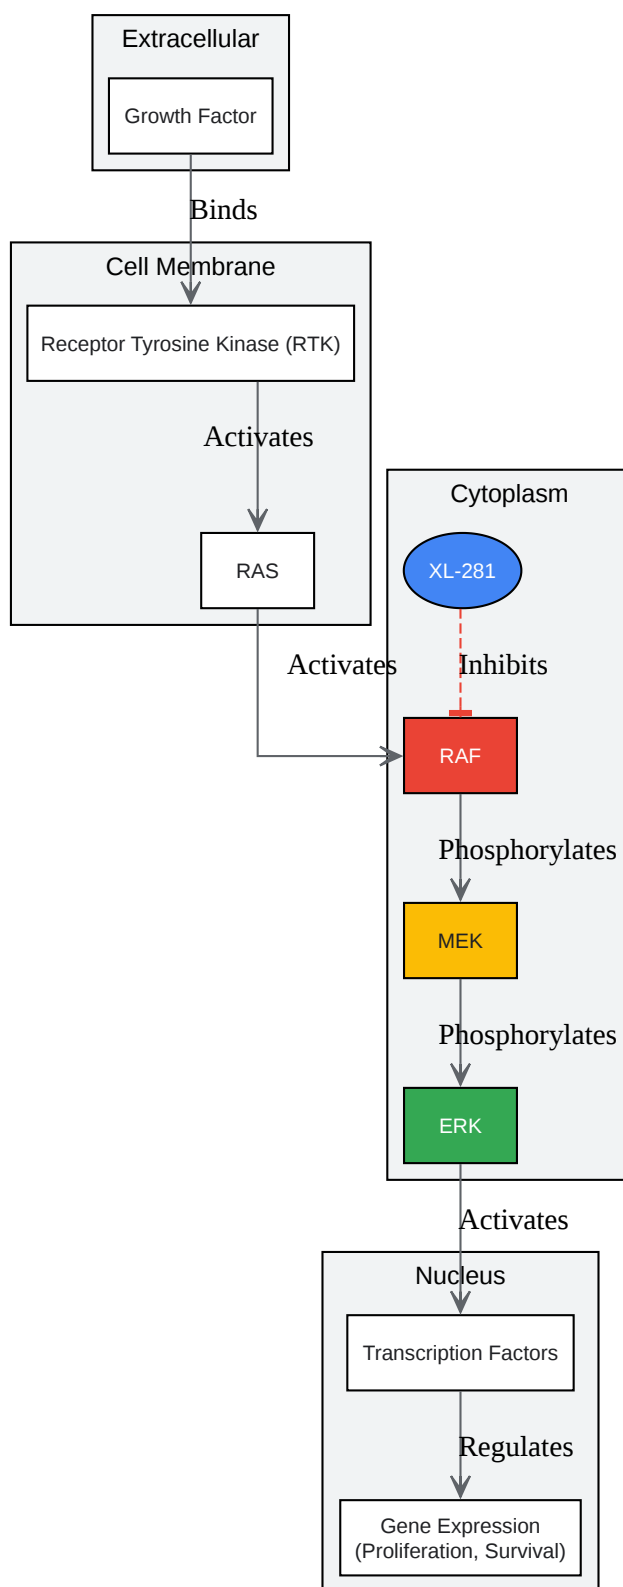 Extracellular
Growth Factor
Binds
Cell Membrane
Receptor Tyrosine Kinase (RTK)
Activates
RAS
Cytoplasm
XL-281
Activates
Inhibits
RAF
Phosphorylates
MEK
Phosphorylates
ERK
Activates
Nucleus
Transcription Factors
Regulates
Gene Expression
(Proliferation, Survival)